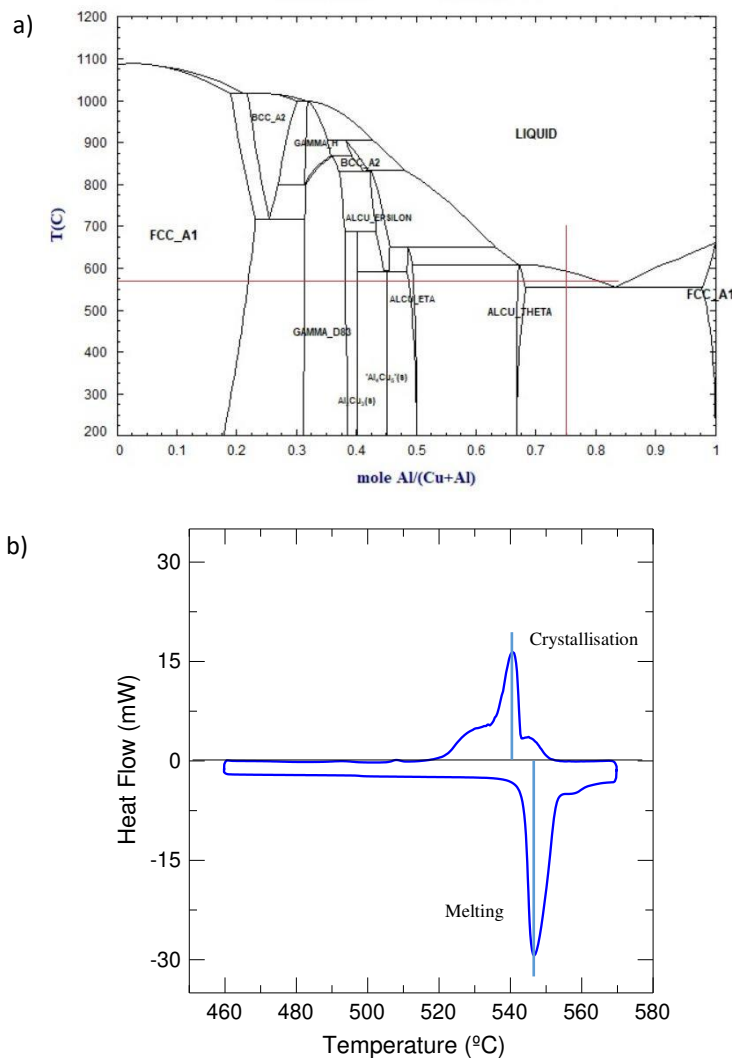 a)
1200
1100
1000
900
800
700
600
500
400
300
200
T(C)
BCC_A2
GAMMA_H
BCC_A2
LIQUID
FCC_A1
ALCU_EPSILON
ALCU_ETA
ALCU_THETA
FCC_A1
GAMMA_D83
0 0.1 0.2 0.3 0.4 0.5 0.6 0.7 0.8 0.9 1
mole Al/(Cu+Al)
b)
30
15
0
-15
-30
Heat Flow (mW)
Crystallisation
Melting
460 480 500 520 540 560 580
Temperature (ºC)